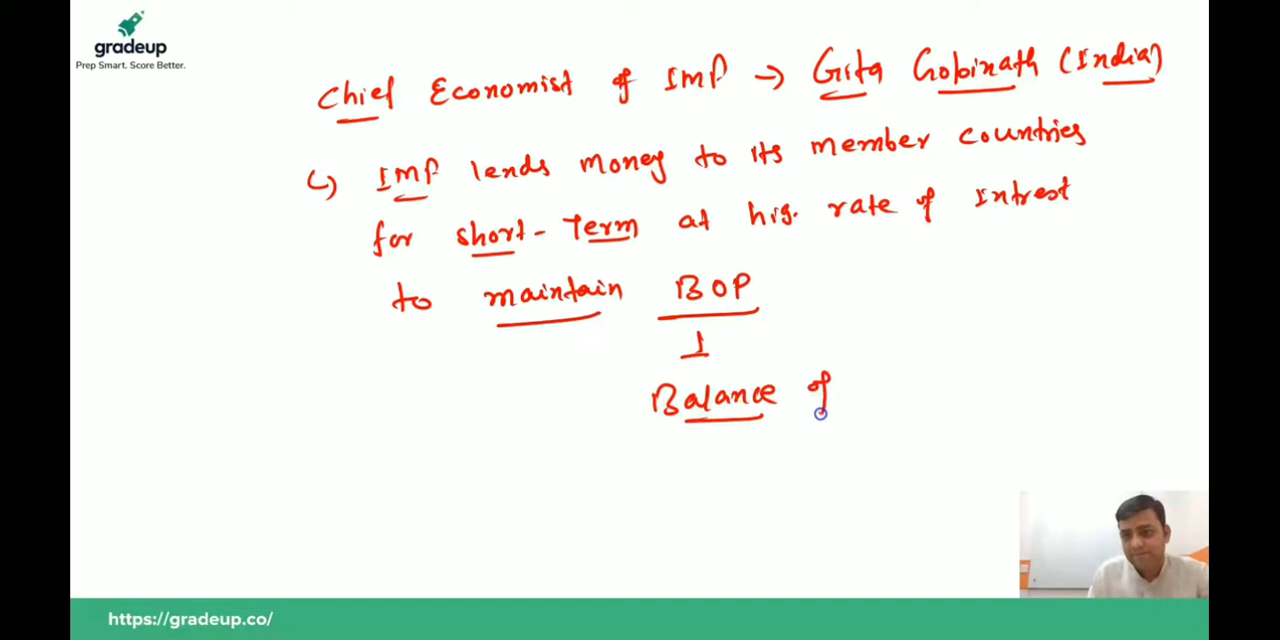 gradeup
Prep Smart. Score Better.
Chief Economist of IMF → Gita Gobinath (India)
↳ IMF lends money to its member countries
for short-Term at hig. rate of Intrest
to maintain BOP
Balance of
https://gradeup.co/